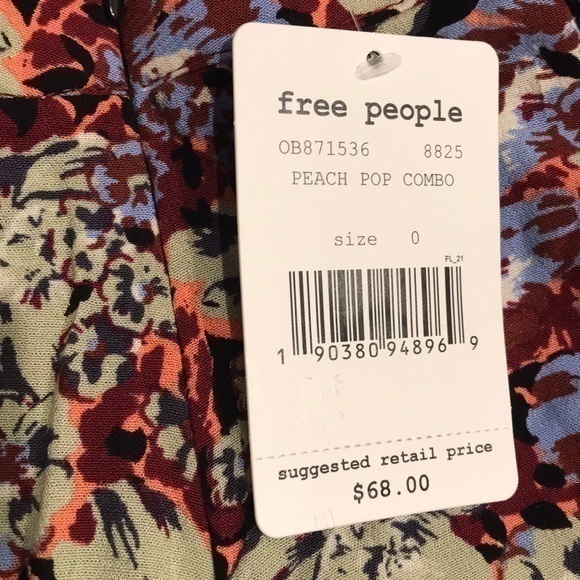 free people
OB871536 8825
PEACH POP COMBO
size 0
FL_21
1 90380 94896 9
suggested retail price
$68.00